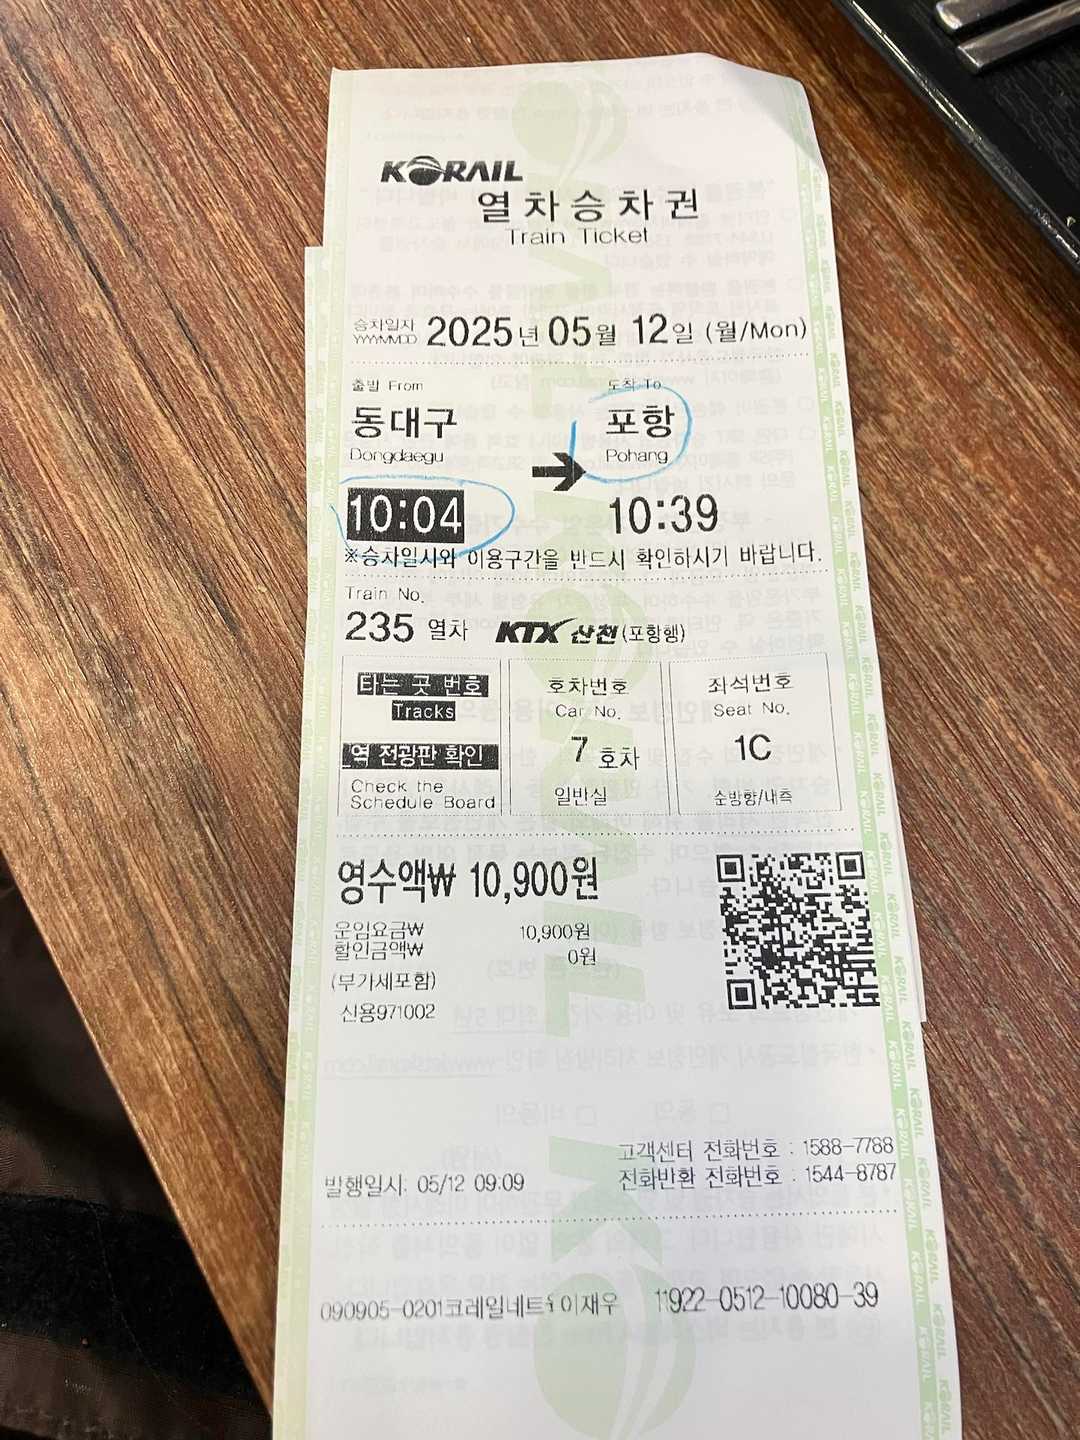 KORAIL
열차승차권
Train Ticket
승차일자 YYYYMMDD 2025년 05월 12일 (월/Mon)
출발 From 도착 To
동대구 포항
Dongdaegu Pohang
10:04 10:39
※승차일시와 이용구간을 반드시 확인하시기 바랍니다.
Train No.
235 열차 KTX 산천(포항행)
타는 곳 번호 호차번호 좌석번호
Tracks Car No. Seat No.
역 전광판 확인 7 호차 1C
Check the Schedule Board 일반실 순방향/내측
영수액₩ 10,900원
운임요금₩ 10,900원
할인금액₩ 0원
(부가세포함)
신용971002
고객센터 전화번호 : 1588-7788
발행일시: 05/12 09:09 전화반환 전화번호 : 1544-8787
090905-0201코레일네트 이재우 11922-0512-10080-39